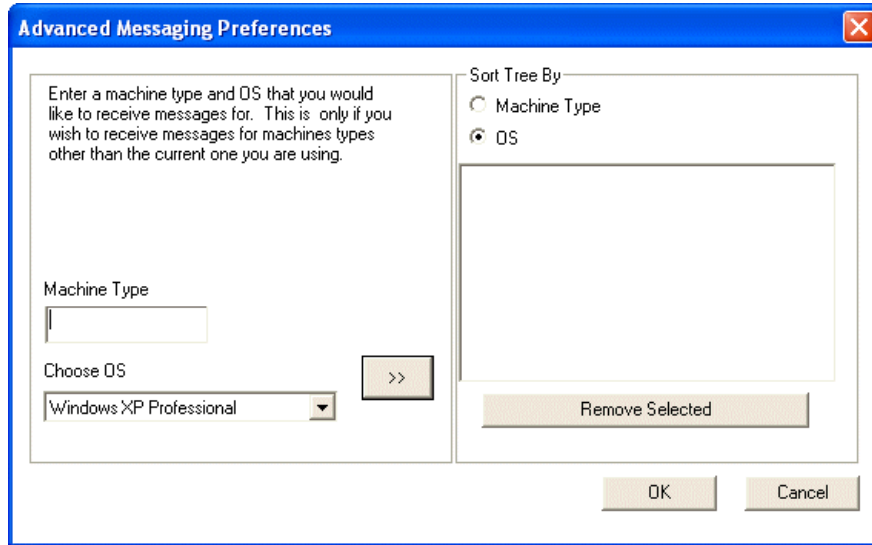 Advanced Messaging Preferences
Enter a machine type and OS that you would
like to receive messages for. This is only if you
wish to receive messages for machines types
other than the current one you are using.
Machine Type
Choose OS
Windows XP Professional
>>
Sort Tree By
Machine Type
OS
Remove Selected
OK
Cancel